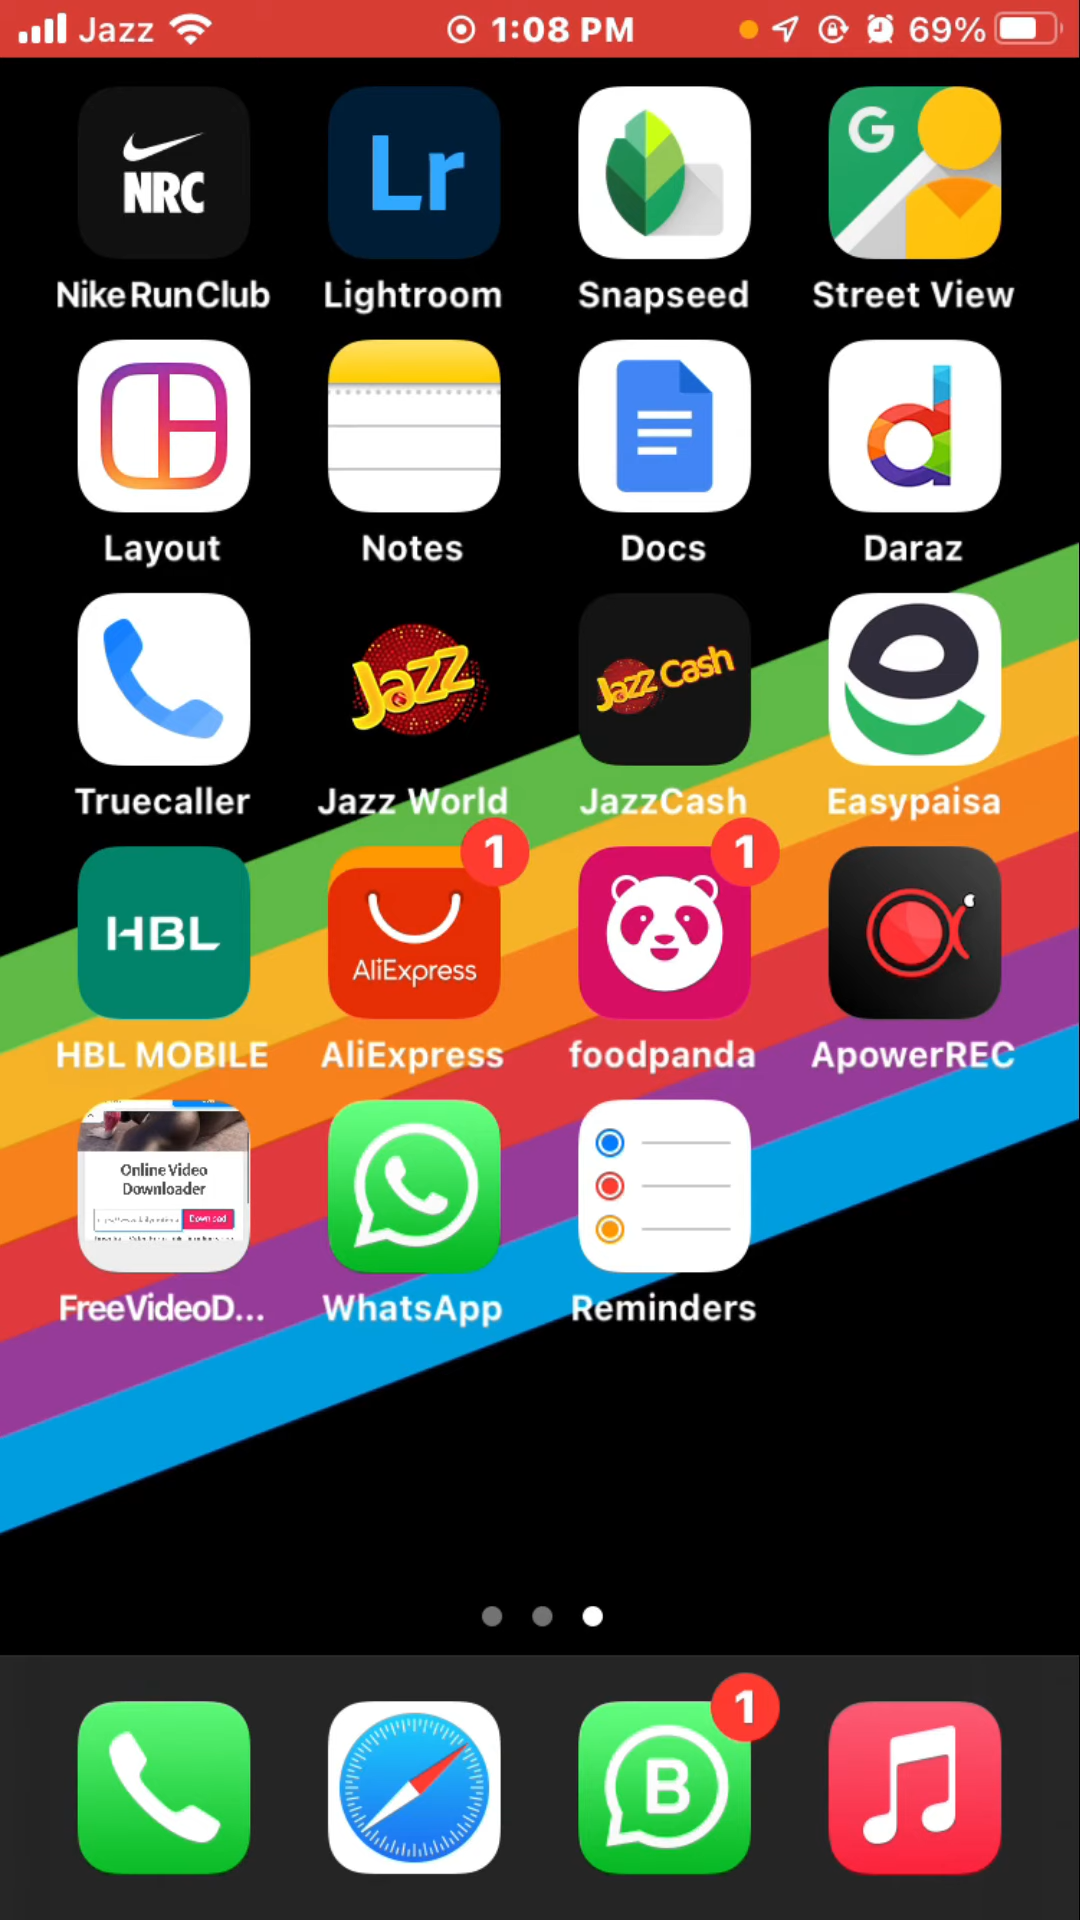 Jazz 1:08 PM 69%
NRC Lr G
Nike Run Club Lightroom Snapseed Street View
Layout Notes Docs Daraz
Jazz Jazz Cash
Truecaller Jazz World JazzCash Easypaisa
1 1
HBL AliExpress
HBL MOBILE AliExpress foodpanda ApowerREC
Online Video
Downloader
Download
FreeVideoD... WhatsApp Reminders
1
B